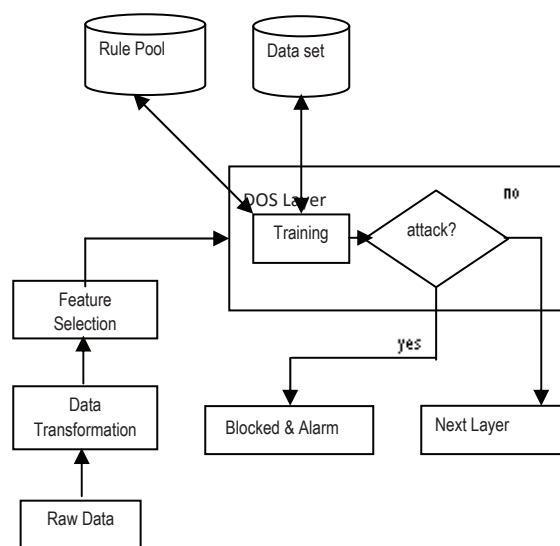 Rule Pool
Data set
DOS Layer
no
Training
attack?
Feature
Selection
yes
Data
Transformation
Blocked & Alarm
Next Layer
Raw Data